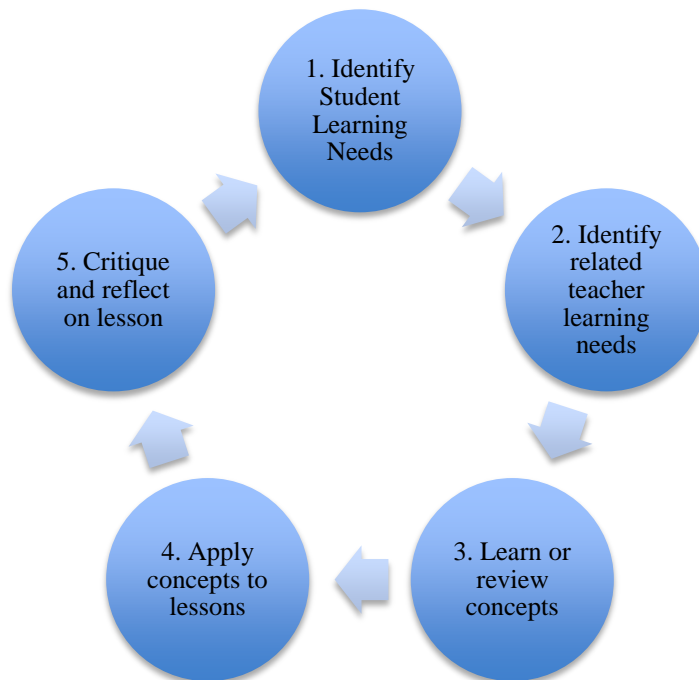 1. Identify
Student
Learning
Needs
2. Identify
related
teacher
learning
needs
3. Learn or
review
concepts
4. Apply
concepts to
lessons
5. Critique
and reflect
on lesson